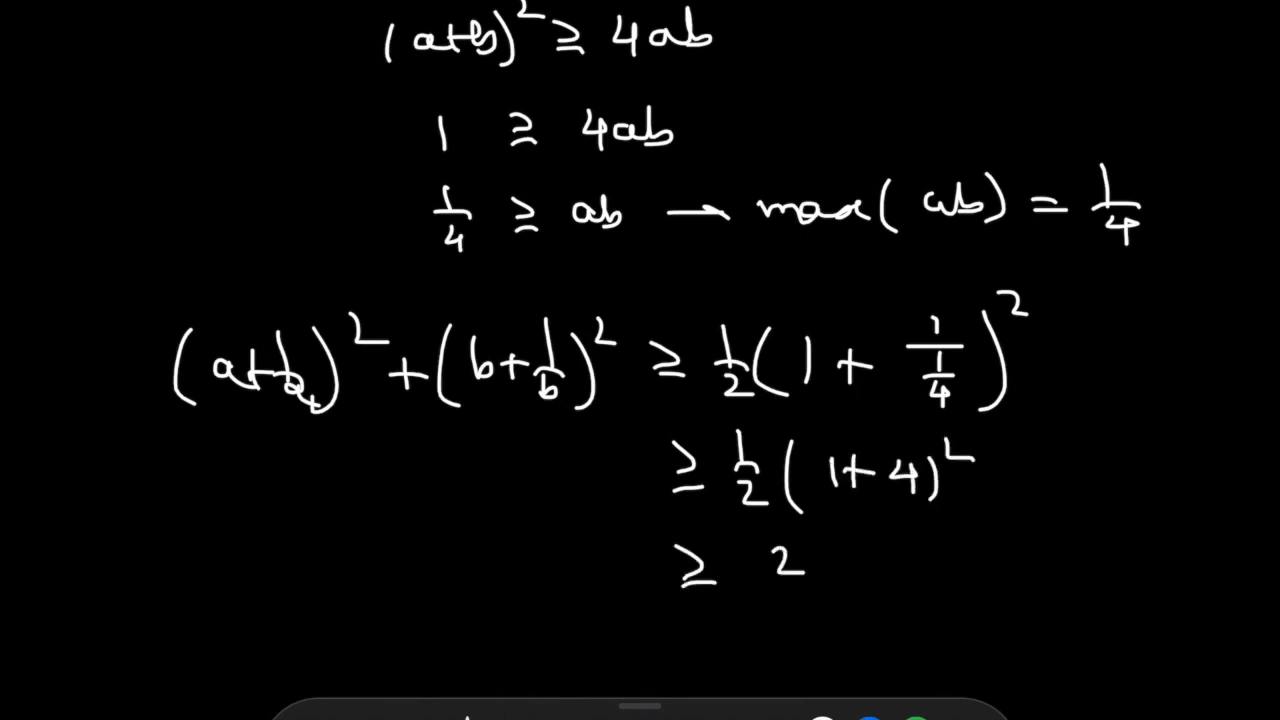 (a+b)² ≥ 4ab
1 ≥ 4ab
1/4 ≥ ab → max(ab) = 1/4
(a+1/a)² + (b+1/b)² ≥ 1/2(1 + 1/(1/4))²
≥ 1/2(1+4)²
≥ 2